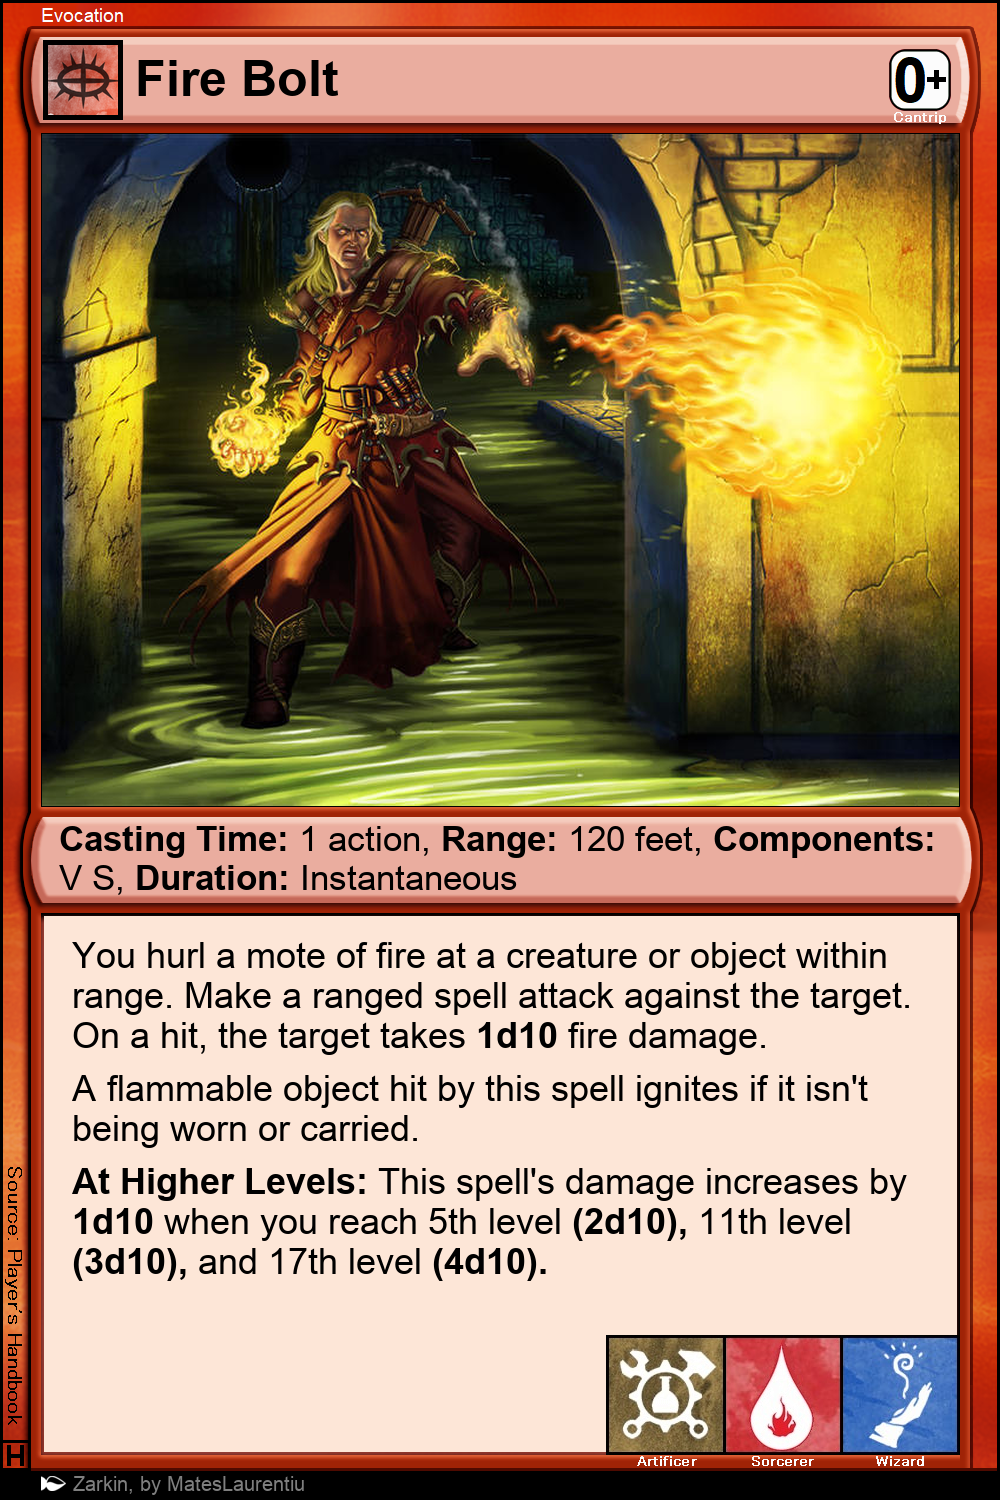 Evocation
Fire Bolt
0+
Cantrip
Casting Time: 1 action, Range: 120 feet, Components:
V S, Duration: Instantaneous
You hurl a mote of fire at a creature or object within
range. Make a ranged spell attack against the target.
On a hit, the target takes 1d10 fire damage.
A flammable object hit by this spell ignites if it isn't
being worn or carried.
At Higher Levels: This spell's damage increases by
1d10 when you reach 5th level (2d10), 11th level
(3d10), and 17th level (4d10).
Source: Player's Handbook
H
Artificer
Sorcerer
Wizard
Zarkin, by MatesLaurentiu